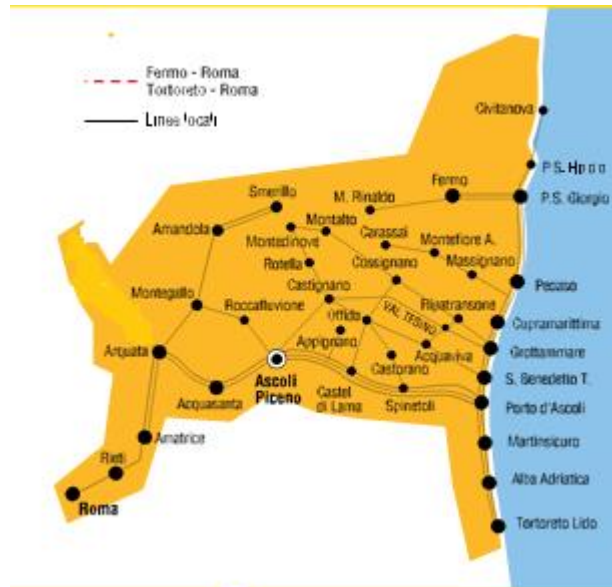 Fermo - Roma
Tortoreto - Roma
Linee locali
Civitanova
P.S.
Smerillo
M. Rinaldo
Fermo
P.S. Giorgio
Amandola
Montedinove
Montalto
Carassai
Montefiore A.
Rotella
Cossignano
Massignano
Castignano
Pedaso
Montegallo
Roccafluvione
Offida
VAL TESINO
Ripatransone
Cupramarittima
Appignano
Arquata
Acquaviva
Grottammare
Ascoli
Piceno
Castorano
S. Benedetto T.
Acquasanta
Castel
di Lama
Spinetoli
Porto d'Ascoli
Amatrice
Martinsicuro
Rieti
Alba Adriatica
Roma
Tortoreto Lido